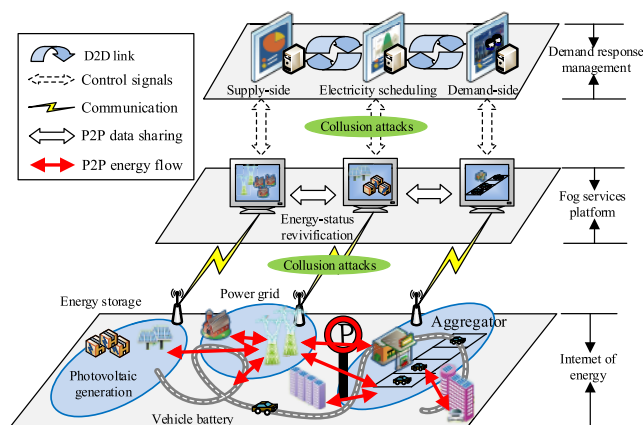 D2D link
Control signals
Communication
P2P data sharing
P2P energy flow
Supply-side
Electricity scheduling
Demand-side
Demand response
management
Collusion attacks
Energy-status
revivification
Fog services
platform
Collusion attacks
Energy storage
Power grid
P
Aggregator
Photovoltaic
generation
Vehicle battery
Internet of
energy